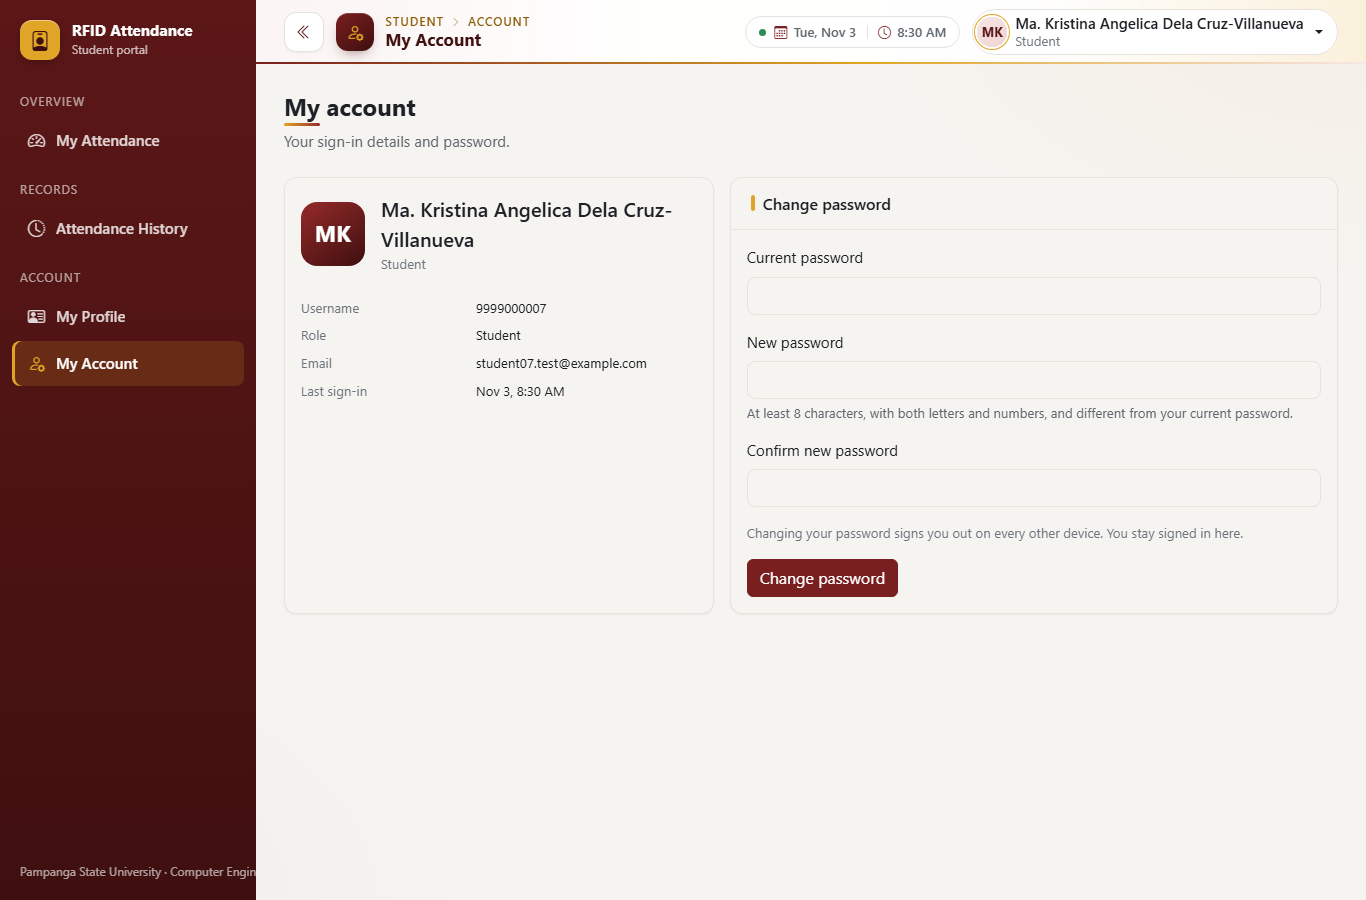 RFID Attendance
Student portal
OVERVIEW
My Attendance
RECORDS
Attendance History
ACCOUNT
My Profile
My Account
Pampanga State University · Computer Engin
STUDENT > ACCOUNT
My Account
Tue, Nov 3 8:30 AM
MK
Ma. Kristina Angelica Dela Cruz-Villanueva
Student
My account
Your sign-in details and password.
MK
Ma. Kristina Angelica Dela Cruz-
Villanueva
Student
Username 9999000007
Role Student
Email student07.test@example.com
Last sign-in Nov 3, 8:30 AM
Change password
Current password
New password
At least 8 characters, with both letters and numbers, and different from your current password.
Confirm new password
Changing your password signs you out on every other device. You stay signed in here.
Change password